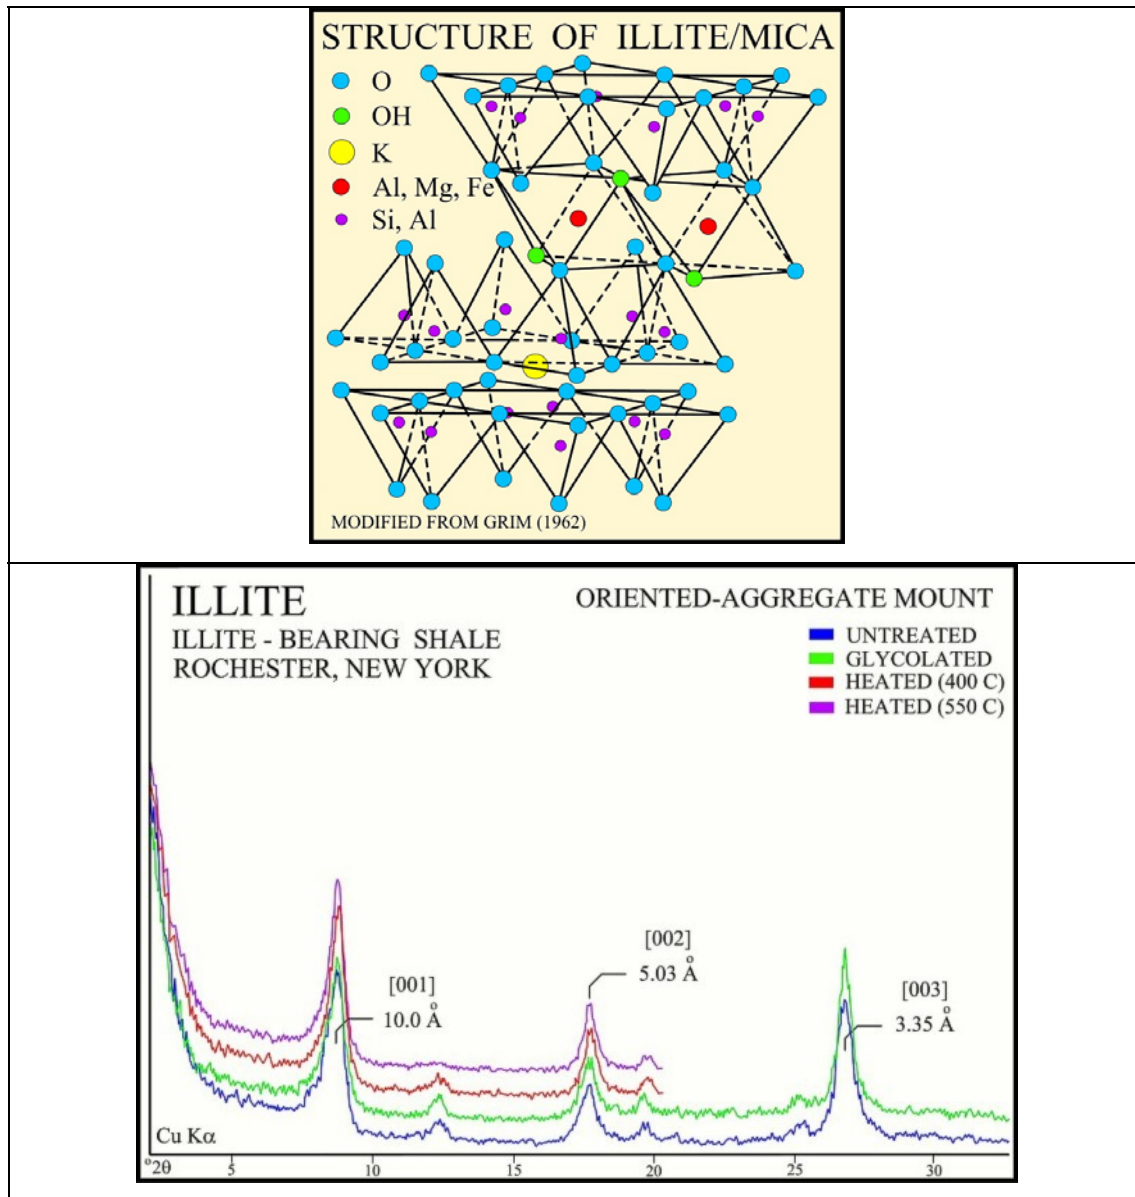 STRUCTURE OF ILLITE/MICA
O
OH
K
Al, Mg, Fe
Si, Al
MODIFIED FROM GRIM (1962)
ILLITE
ILLITE - BEARING SHALE
ROCHESTER, NEW YORK
ORIENTED-AGGREGATE MOUNT
UNTREATED
GLYCOLATED
HEATED (400 C)
HEATED (550 C)
[001]
10.0 Å
[002]
5.03 Å
[003]
3.35 Å
Cu Kα
°2θ 5 10 15 20 25 30